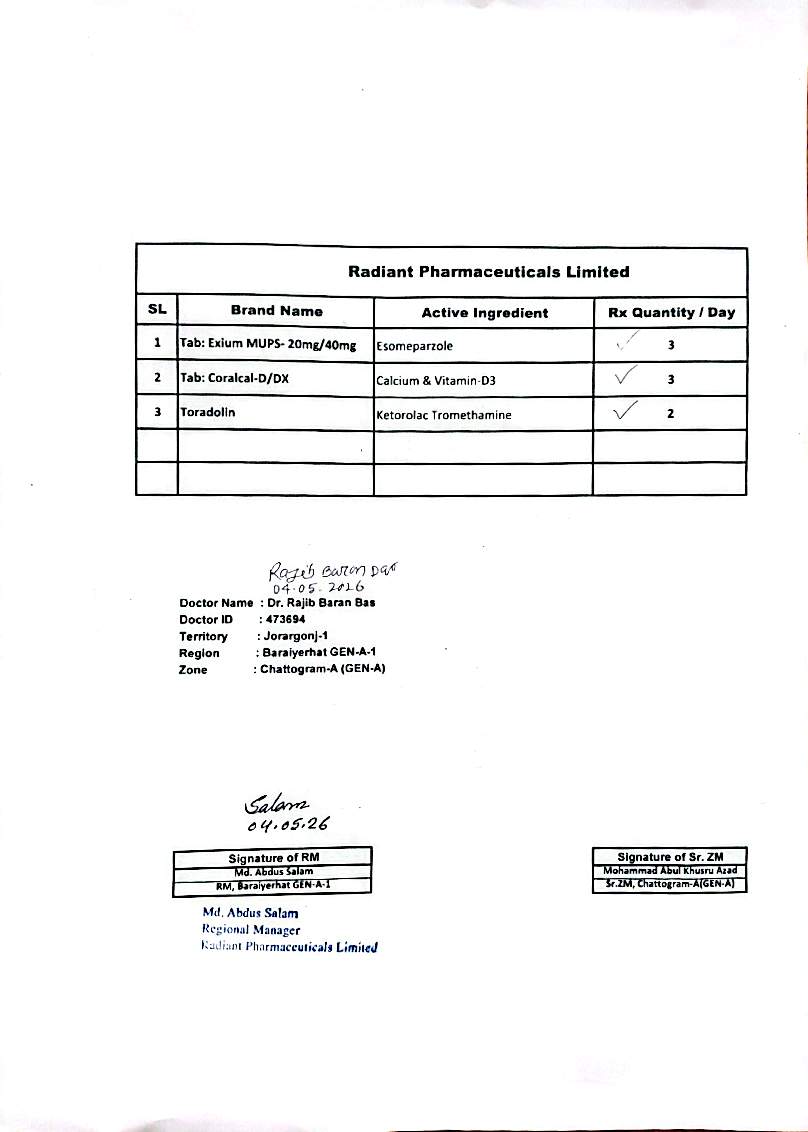 Radiant Pharmaceuticals Limited
SL Brand Name Active Ingredient Rx Quantity / Day
1 Tab: Exium MUPS- 20mg/40mg Esomeparzole ✓ 3
2 Tab: Coralcal-D/DX Calcium & Vitamin-D3 ✓ 3
3 Toradolin Ketorolac Tromethamine ✓ 2
Rajib Baran Das
04.05.2026
Doctor Name : Dr. Rajib Baran Bas
Doctor ID : 473694
Territory : Jorargonj-1
Region : Baraiyerhat GEN-A-1
Zone : Chattogram-A (GEN-A)
Salam
04.05.26
Signature of RM
Md. Abdus Salam
RM, Baraiyerhat GEN-A-1
Signature of Sr. ZM
Mohammad Abul Khusru Azad
Sr.ZM, Chattogram-A(GEN-A)
Md. Abdus Salam
Regional Manager
Radiant Pharmaceuticals Limited